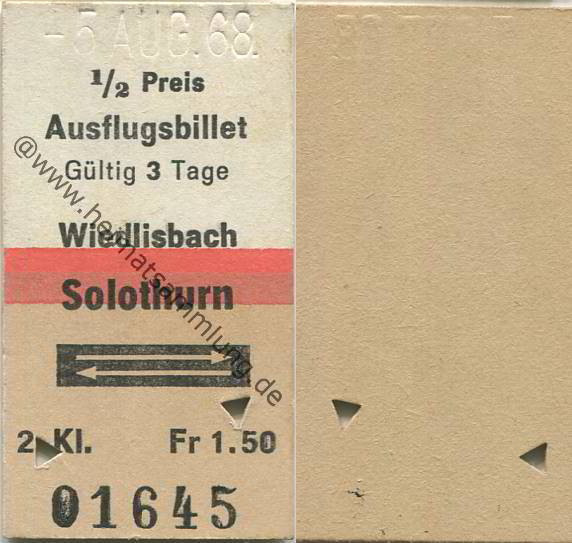 -5 AUG. 68.
1/2 Preis
Ausflugsbillet
Gültig 3 Tage
Wiedlisbach
Solothurn
2 Kl. Fr 1.50
01645
@www.heimatsammlung.de